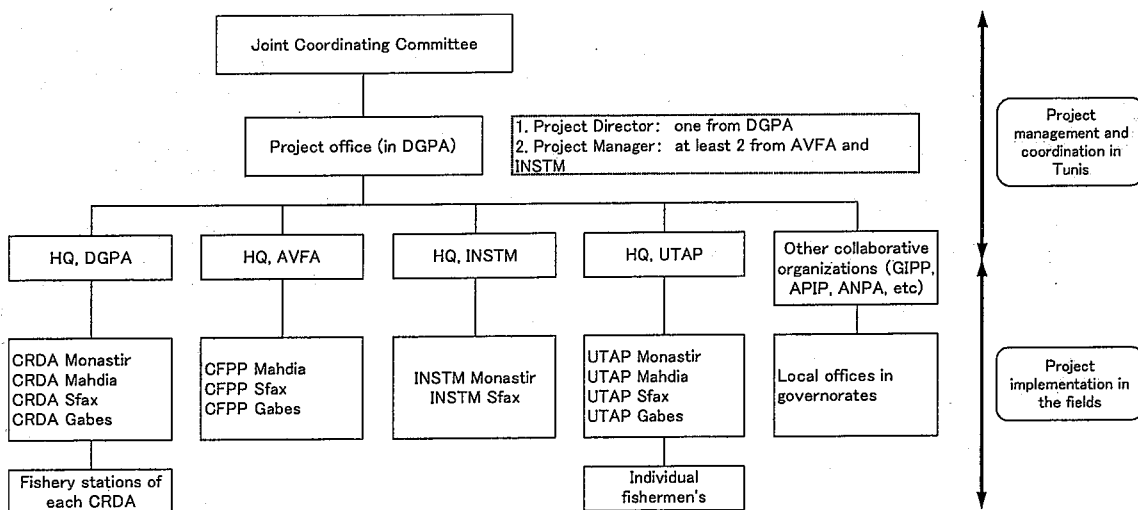 Joint Coordinating Committee
Project office (in DGPA)
1. Project Director: one from DGPA
2. Project Manager: at least 2 from AVFA and
INSTM
Project
management and
coordination in
Tunis
HQ, DGPA
HQ, AVFA
HQ, INSTM
HQ, UTAP
Other collaborative
organizations (GIPP,
APIP, ANPA, etc)
CRDA Monastir
CRDA Mahdia
CRDA Sfax
CRDA Gabes
CFPP Mahdia
CFPP Sfax
CFPP Gabes
INSTM Monastir
INSTM Sfax
UTAP Monastir
UTAP Mahdia
UTAP Sfax
UTAP Gabes
Local offices in
governorates
Project
implementation in
the fields
Fishery stations of
each CRDA
Individual
fishermen's